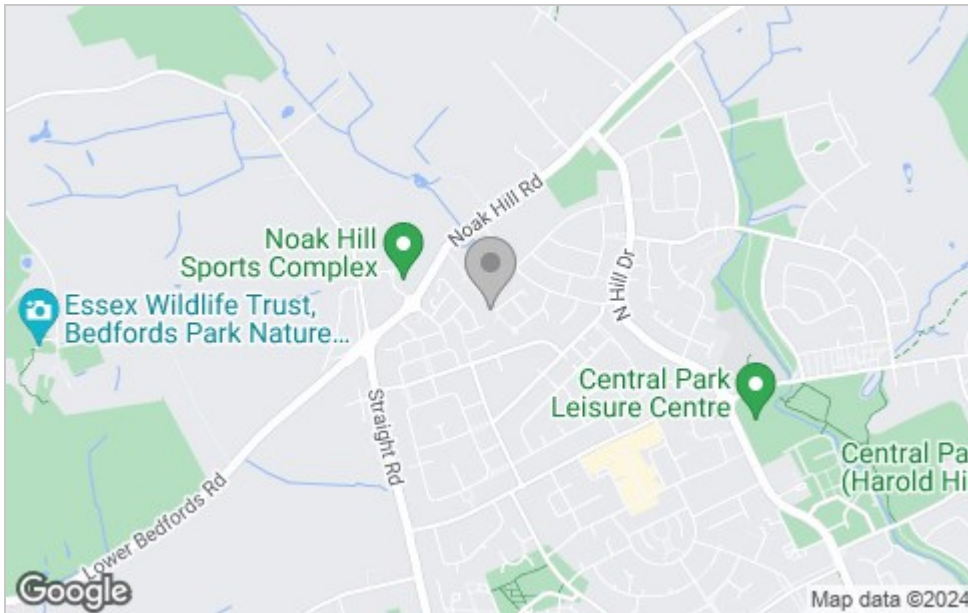 Noak Hill Rd
Noak Hill
Sports Complex
N Hill Dr
Essex Wildlife Trust,
Bedfords Park Nature...
Central Park
Leisure Centre
Straight Rd
Central Pa
(Harold Hi
Lower Bedfords Rd
Google
Map data ©2024